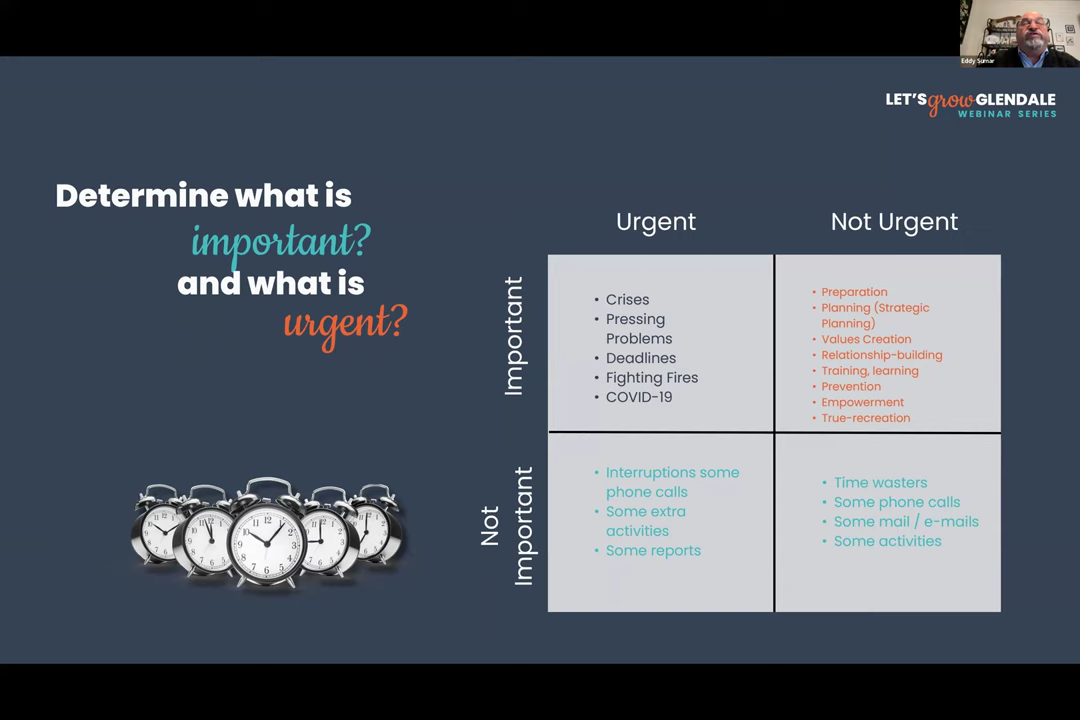 Eddy Sumar
LET'S grow GLENDALE
WEBINAR SERIES
Determine what is
important?
and what is
urgent?
Urgent
Not Urgent
Important
• Crises
• Pressing
Problems
• Deadlines
• Fighting Fires
• COVID-19
• Preparation
• Planning (Strategic
Planning)
• Values Creation
• Relationship-building
• Training, learning
• Prevention
• Empowerment
• True-recreation
Not
Important
• Interruptions some
phone calls
• Some extra
activities
• Some reports
• Time wasters
• Some phone calls
• Some mail / e-mails
• Some activities